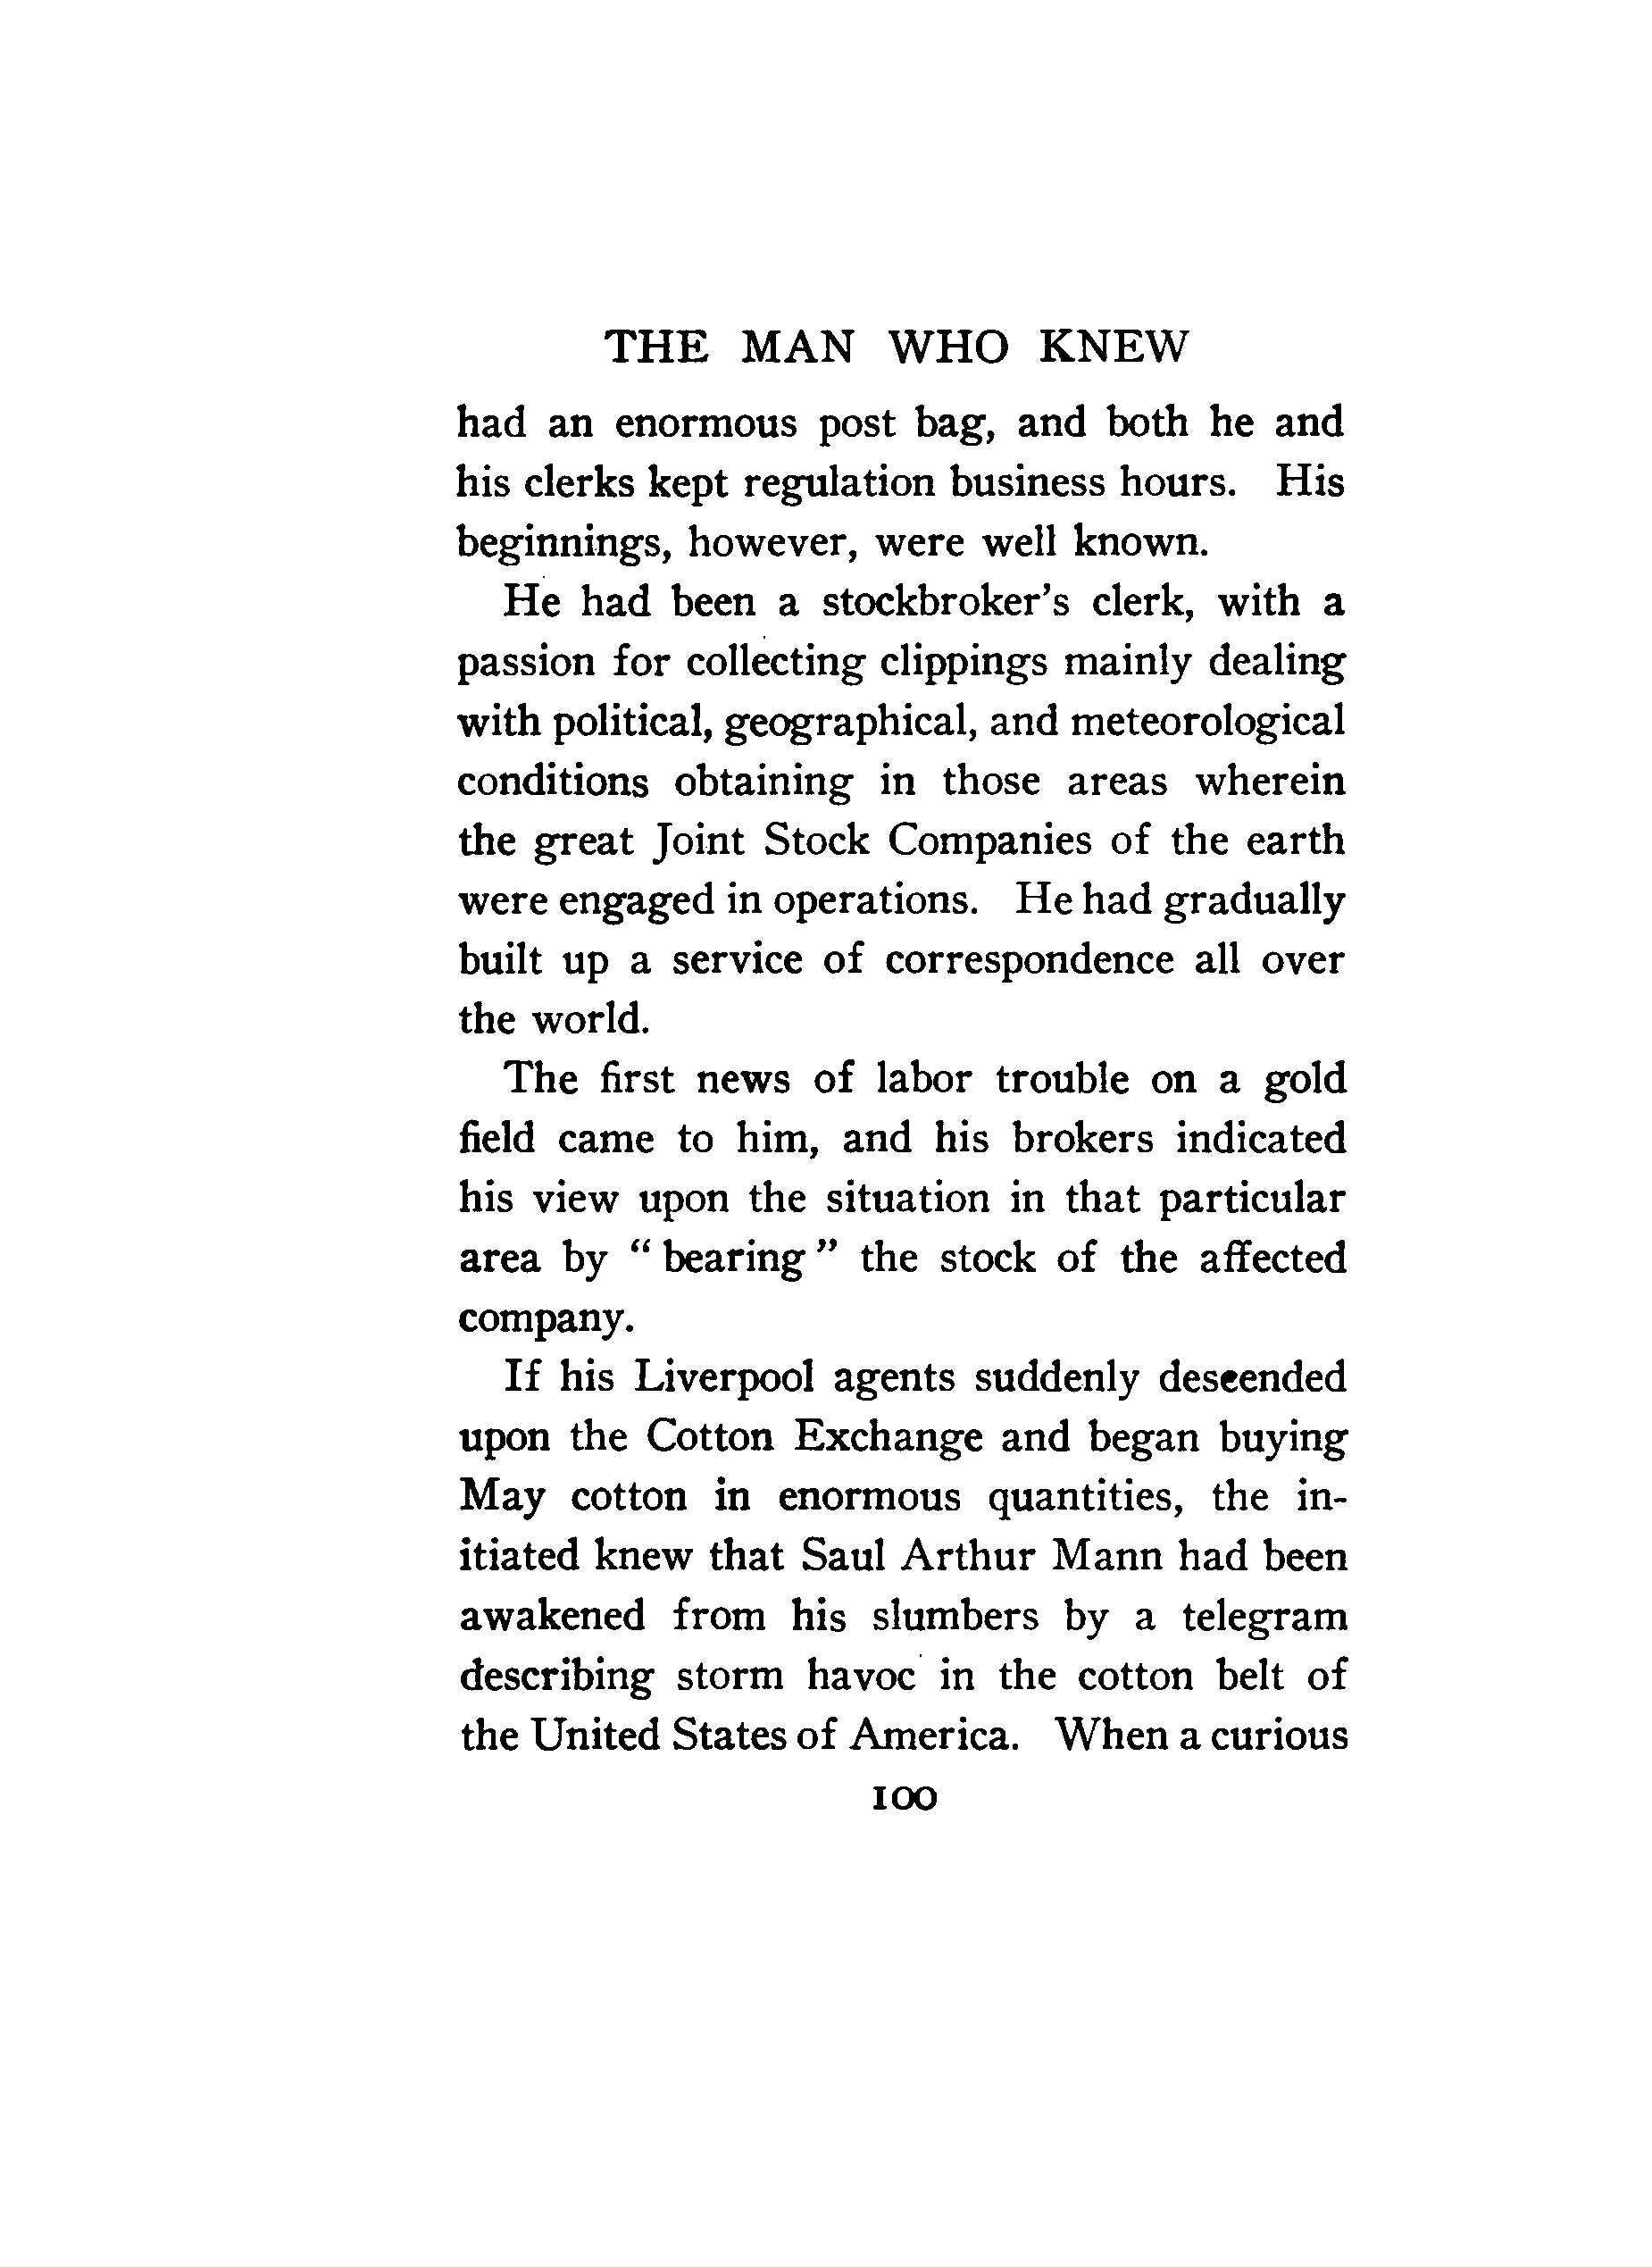 THE MAN WHO KNEW
had an enormous post bag, and both he and
his clerks kept regulation business hours. His
beginnings, however, were well known.
He had been a stockbroker's clerk, with a
passion for collecting clippings mainly dealing
with political, geographical, and meteorological
conditions obtaining in those areas wherein
the great Joint Stock Companies of the earth
were engaged in operations. He had gradually
built up a service of correspondence all over
the world.
The first news of labor trouble on a gold
field came to him, and his brokers indicated
his view upon the situation in that particular
area by “ bearing ” the stock of the affected
company.
If his Liverpool agents suddenly descended
upon the Cotton Exchange and began buying
May cotton in enormous quantities, the in-
itiated knew that Saul Arthur Mann had been
awakened from his slumbers by a telegram
describing storm havoc in the cotton belt of
the United States of America. When a curious
100